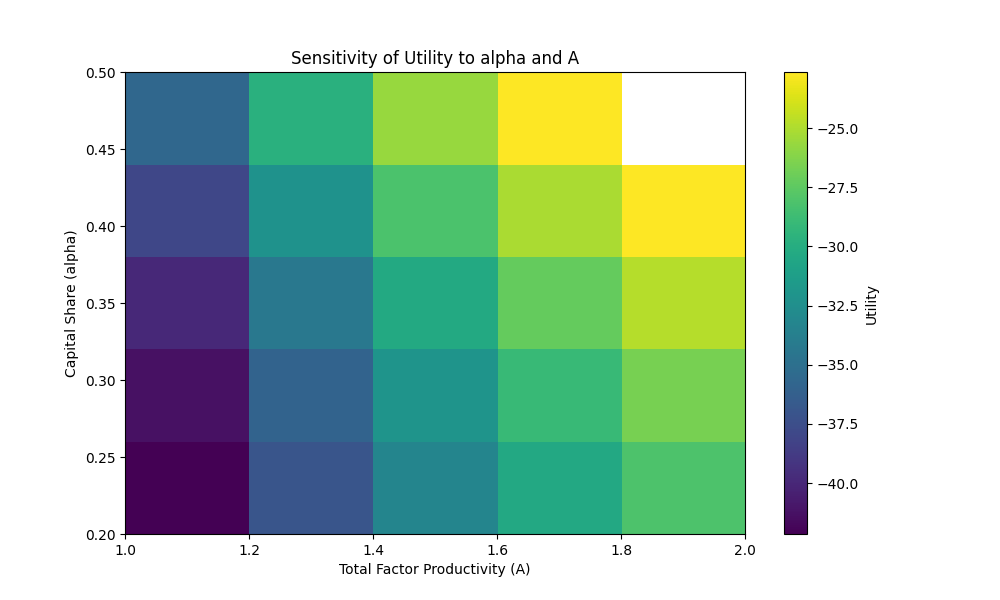 Sensitivity of Utility to alpha and A
0.50
0.45
0.40
0.35
0.30
0.25
0.20
Capital Share (alpha)
1.0 1.2 1.4 1.6 1.8 2.0
Total Factor Productivity (A)
−25.0
−27.5
−30.0
−32.5
−35.0
−37.5
−40.0
Utility